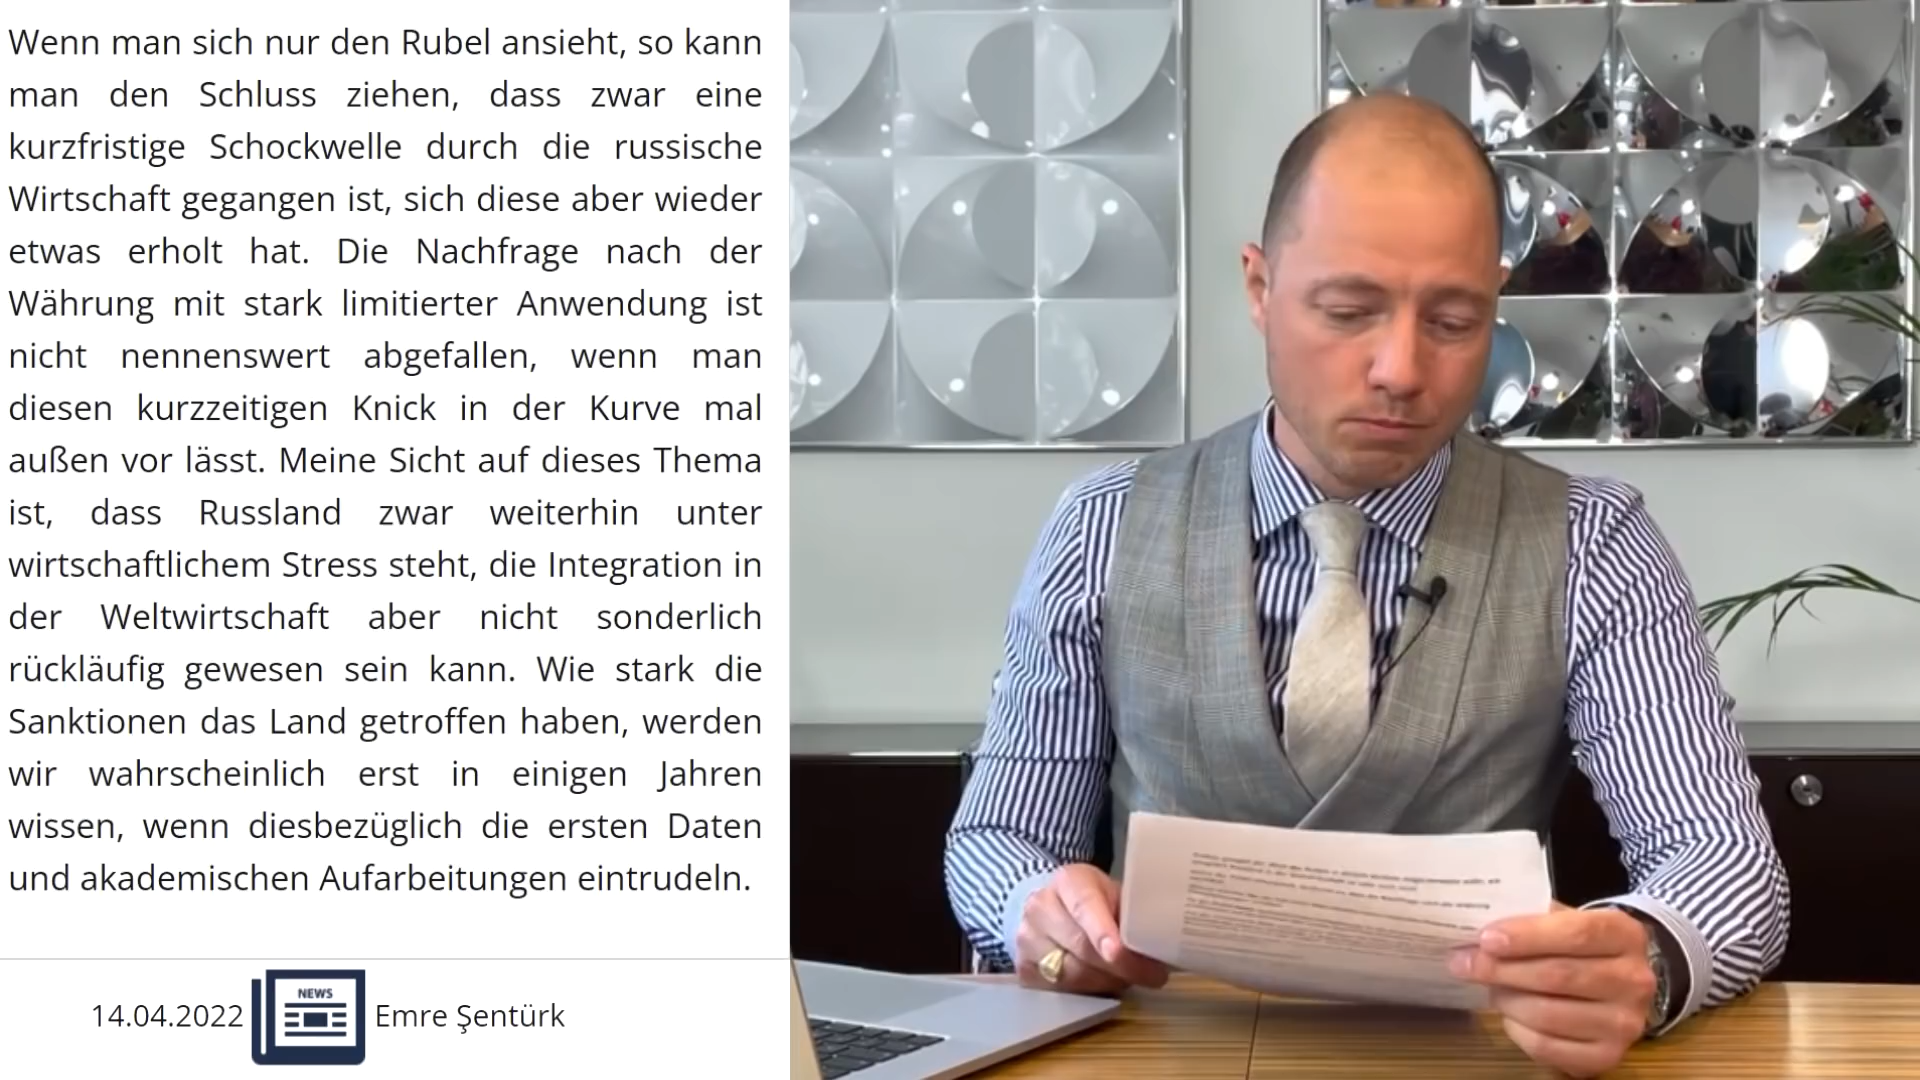 Wenn man sich nur den Rubel ansieht, so kann
man den Schluss ziehen, dass zwar eine
kurzfristige Schockwelle durch die russische
Wirtschaft gegangen ist, sich diese aber wieder
etwas erholt hat. Die Nachfrage nach der
Währung mit stark limitierter Anwendung ist
nicht nennenswert abgefallen, wenn man
diesen kurzzeitigen Knick in der Kurve mal
außen vor lässt. Meine Sicht auf dieses Thema
ist, dass Russland zwar weiterhin unter
wirtschaftlichem Stress steht, die Integration in
der Weltwirtschaft aber nicht sonderlich
rückläufig gewesen sein kann. Wie stark die
Sanktionen das Land getroffen haben, werden
wir wahrscheinlich erst in einigen Jahren
wissen, wenn diesbezüglich die ersten Daten
und akademischen Aufarbeitungen eintrudeln.
14.04.2022 NEWS Emre Şentürk